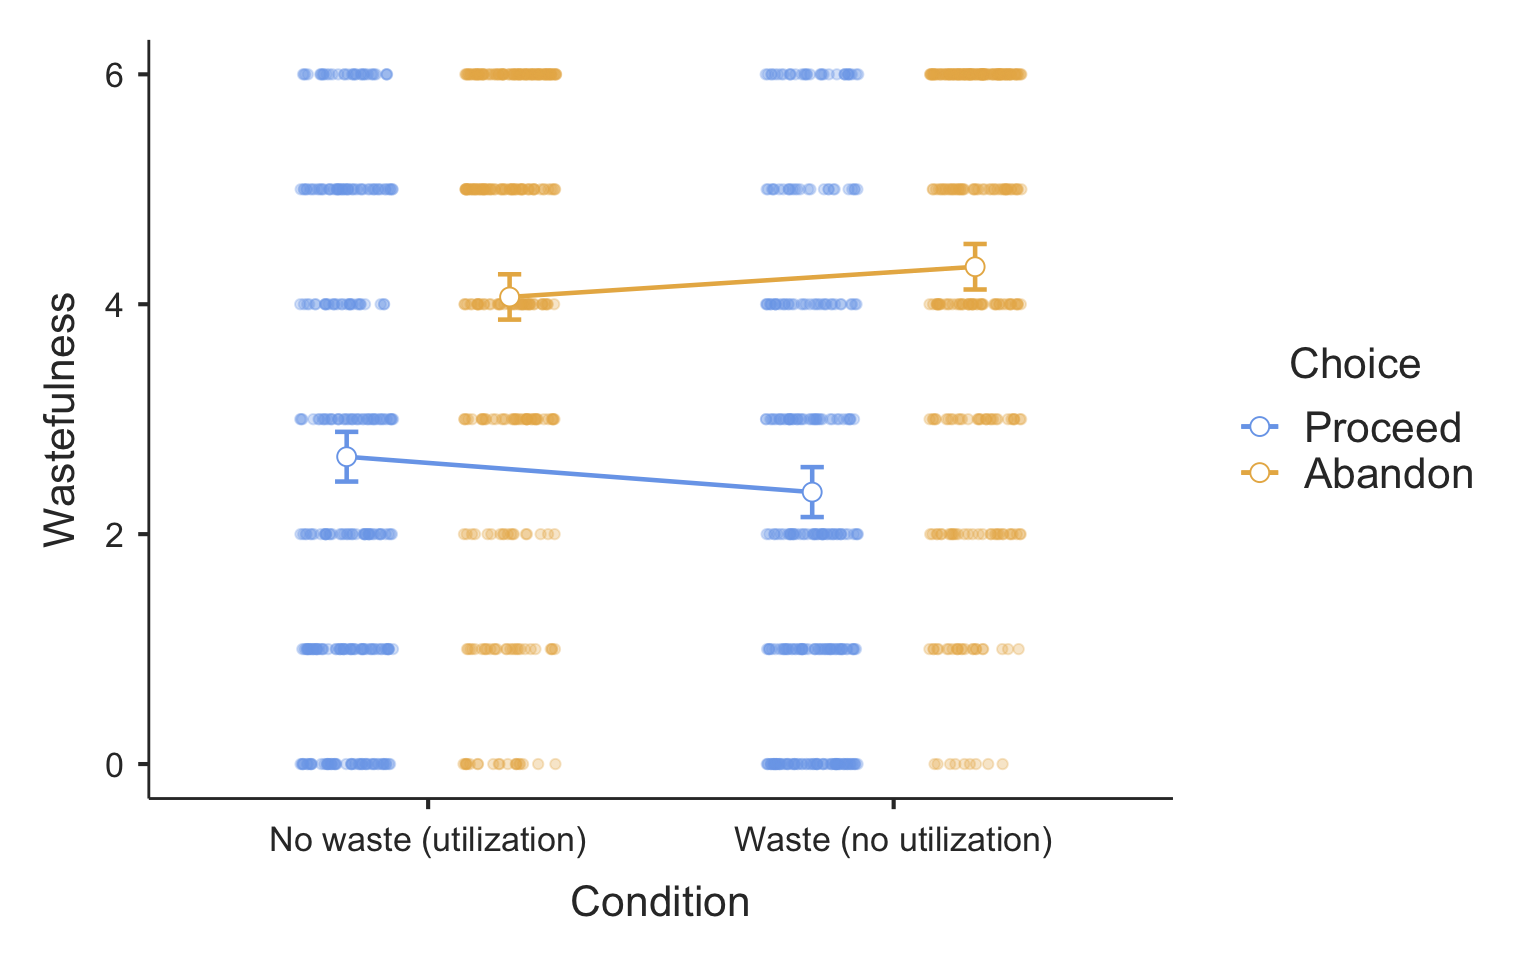 6
4
2
0
Wastefulness
No waste (utilization)
Waste (no utilization)
Condition
Choice
Proceed
Abandon